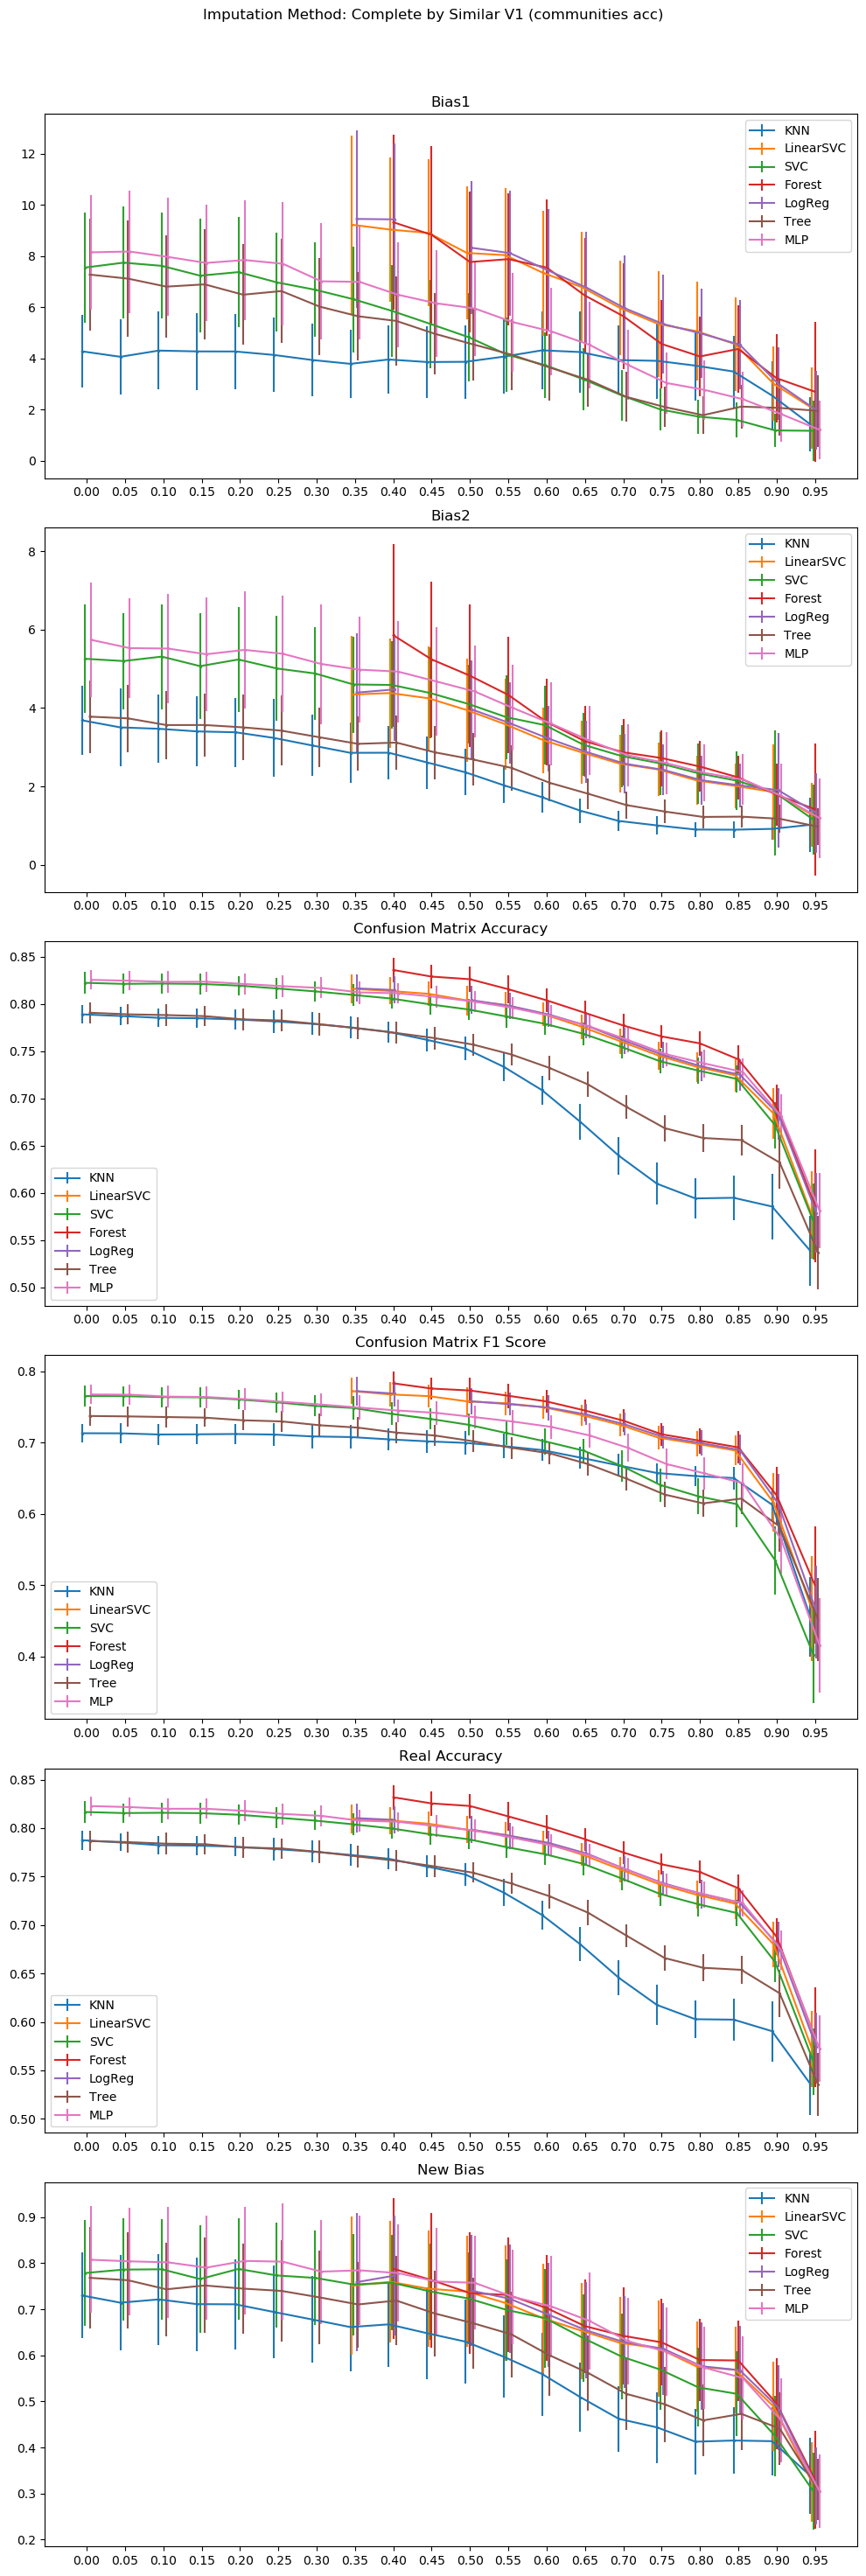 Imputation Method: Complete by Similar V1 (communities acc)
Bias1
12
10
8
6
4
2
0
KNN
LinearSVC
SVC
Forest
LogReg
Tree
MLP
0.00 0.05 0.10 0.15 0.20 0.25 0.30 0.35 0.40 0.45 0.50 0.55 0.60 0.65 0.70 0.75 0.80 0.85 0.90 0.95
Bias2
8
6
4
2
0
KNN
LinearSVC
SVC
Forest
LogReg
Tree
MLP
0.00 0.05 0.10 0.15 0.20 0.25 0.30 0.35 0.40 0.45 0.50 0.55 0.60 0.65 0.70 0.75 0.80 0.85 0.90 0.95
Confusion Matrix Accuracy
0.85
0.80
0.75
0.70
0.65
0.60
0.55
0.50
KNN
LinearSVC
SVC
Forest
LogReg
Tree
MLP
0.00 0.05 0.10 0.15 0.20 0.25 0.30 0.35 0.40 0.45 0.50 0.55 0.60 0.65 0.70 0.75 0.80 0.85 0.90 0.95
Confusion Matrix F1 Score
0.8
0.7
0.6
0.5
0.4
KNN
LinearSVC
SVC
Forest
LogReg
Tree
MLP
0.00 0.05 0.10 0.15 0.20 0.25 0.30 0.35 0.40 0.45 0.50 0.55 0.60 0.65 0.70 0.75 0.80 0.85 0.90 0.95
Real Accuracy
0.85
0.80
0.75
0.70
0.65
0.60
0.55
0.50
KNN
LinearSVC
SVC
Forest
LogReg
Tree
MLP
0.00 0.05 0.10 0.15 0.20 0.25 0.30 0.35 0.40 0.45 0.50 0.55 0.60 0.65 0.70 0.75 0.80 0.85 0.90 0.95
New Bias
0.9
0.8
0.7
0.6
0.5
0.4
0.3
0.2
KNN
LinearSVC
SVC
Forest
LogReg
Tree
MLP
0.00 0.05 0.10 0.15 0.20 0.25 0.30 0.35 0.40 0.45 0.50 0.55 0.60 0.65 0.70 0.75 0.80 0.85 0.90 0.95